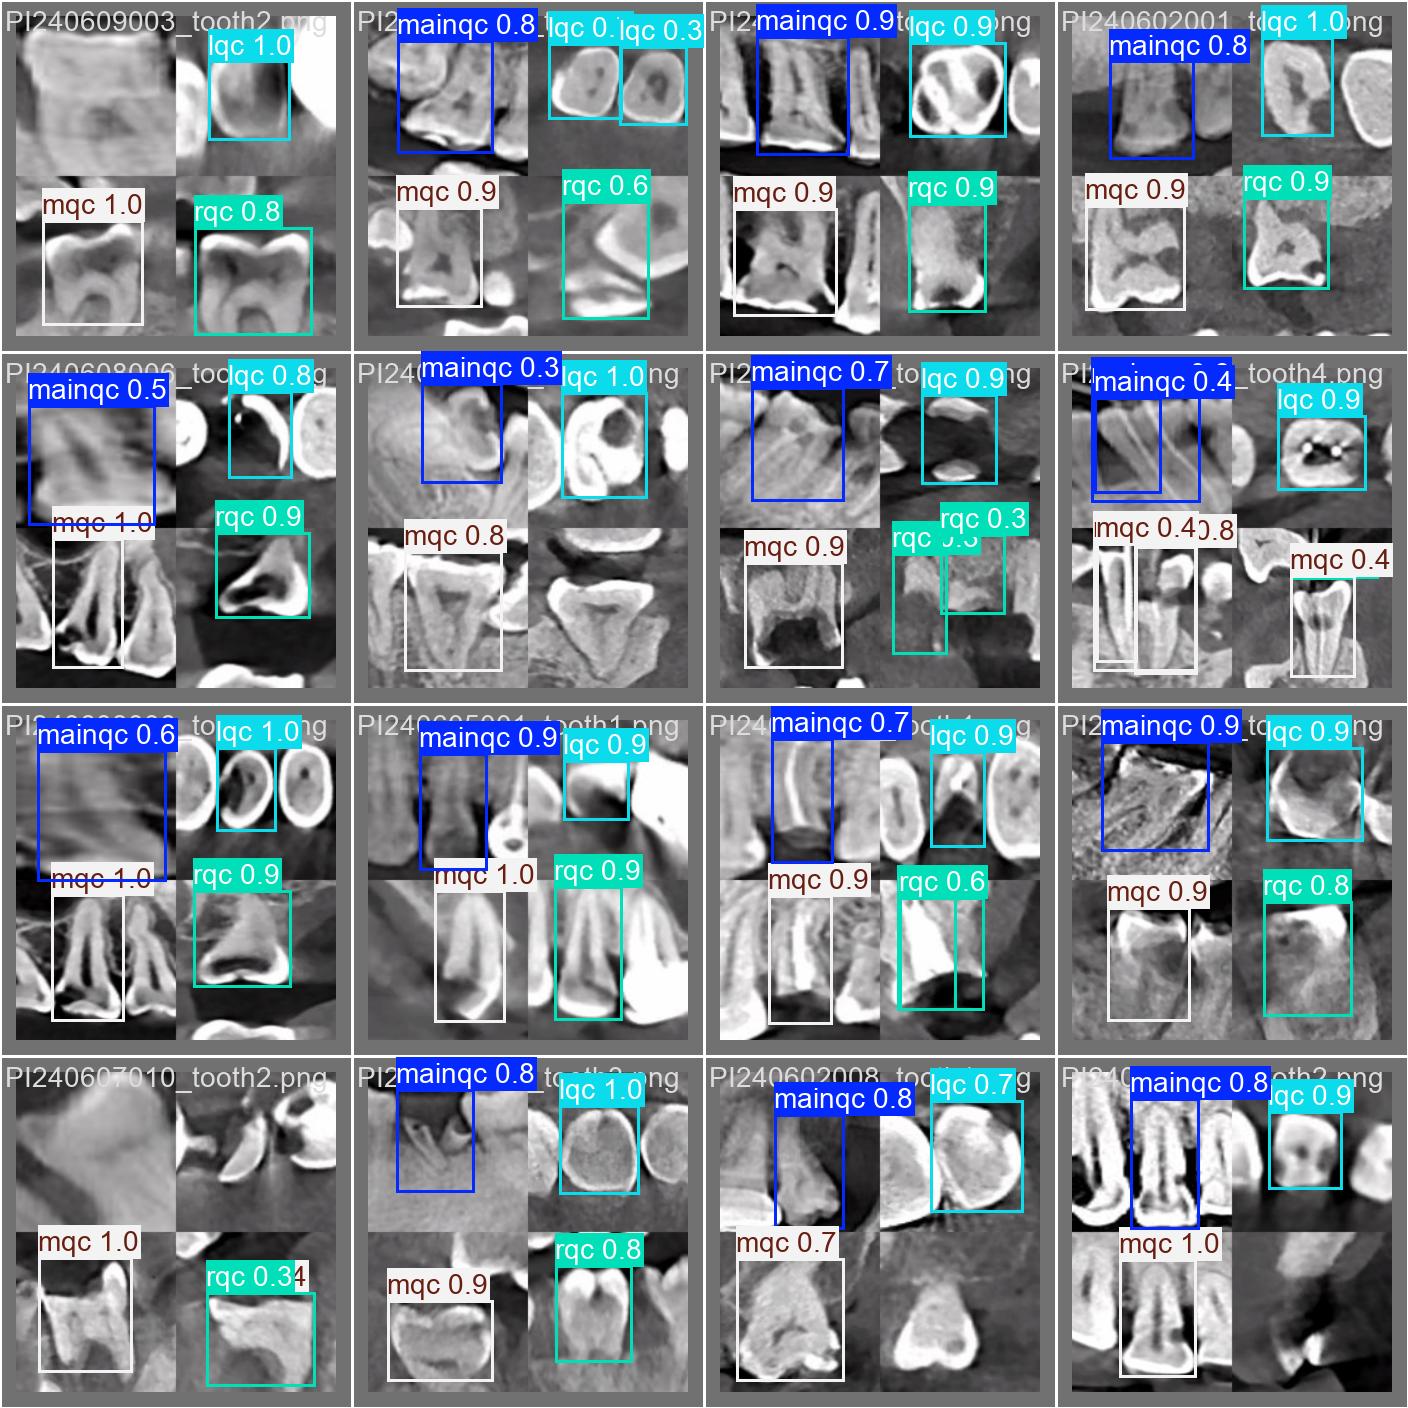 PI240609003_tooth2.png
lqc 1.0
mqc 1.0
rqc 0.8
mainqc 0.8
lqc 0.3
mqc 0.9
rqc 0.6
mainqc 0.9
lqc 0.9
mqc 0.9
rqc 0.9
PI240602001
lqc 1.0
mainqc 0.8
mqc 0.9
rqc 0.9
mainqc 0.5
lqc 0.8
mqc 1.0
rqc 0.9
mainqc 0.3
lqc 1.0
mqc 0.8
mainqc 0.7
lqc 0.9
mqc 0.9
rqc 0.3
mainqc 0.4
_tooth4.png
lqc 0.9
mqc 0.4
0.8
mqc 0.4
mainqc 0.6
lqc 1.0
mqc 1.0
rqc 0.9
mainqc 0.9
lqc 0.9
mqc 1.0
rqc 0.9
mainqc 0.7
lqc 0.9
mqc 0.9
rqc 0.6
mainqc 0.9
lqc 0.9
mqc 0.9
rqc 0.8
PI240607010_tooth2.png
mqc 1.0
rqc 0.34
mainqc 0.8
lqc 1.0
mqc 0.9
rqc 0.8
PI240602008
mainqc 0.8
lqc 0.7
mqc 0.7
mainqc 0.8
lqc 0.9
mqc 1.0